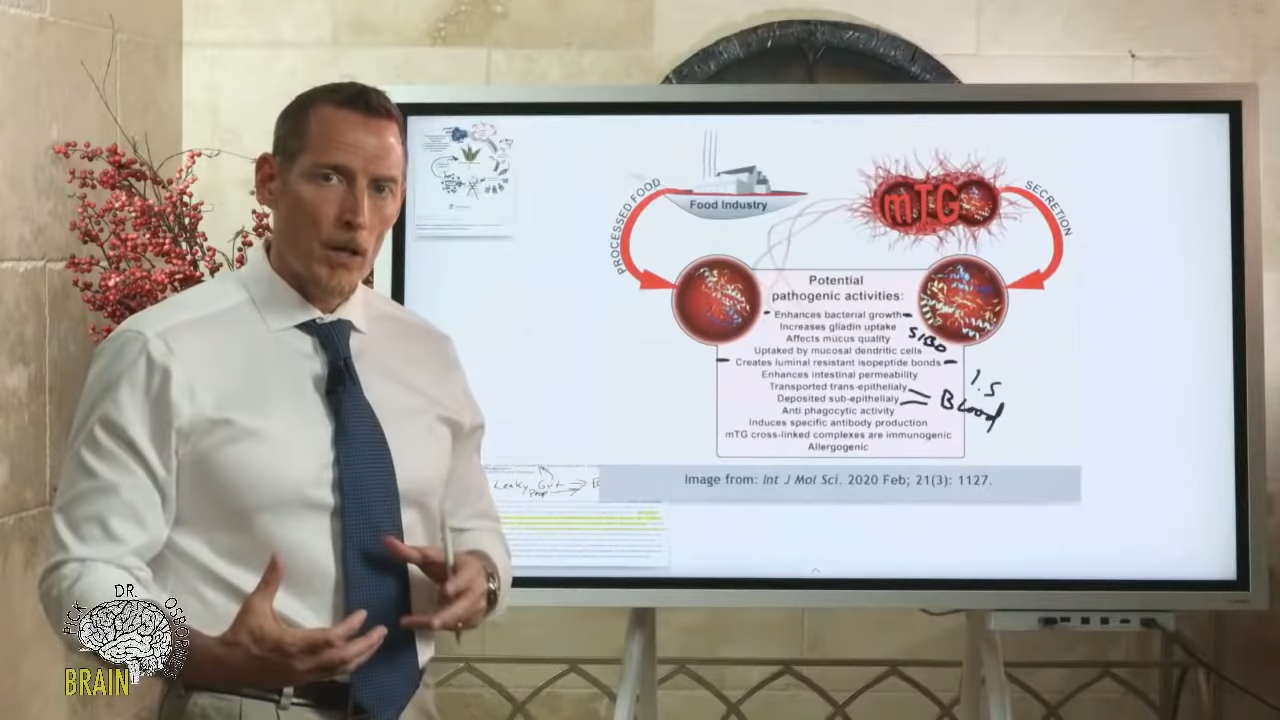 Food Industry
PROCESSED FOOD
mTG
SECRETION
Potential
pathogenic activities:
Enhances bacterial growth
Increases gliadin uptake
Affects mucus quality
SIBO
Uptaked by mucosal dendritic cells
Creates luminal resistant isopeptide bonds
Enhances intestinal permeability
I.S
Transported trans-epithelialy
Deposited sub-epithelialy
Blood
Anti phagocytic activity
Induces specific antibody production
mTG cross-linked complexes are immunogenic
Allergogenic
Image from: Int J Mol Sci. 2020 Feb; 21(3): 1127.
Leaky Gut
PICK DR. OSBORNE'S
BRAIN